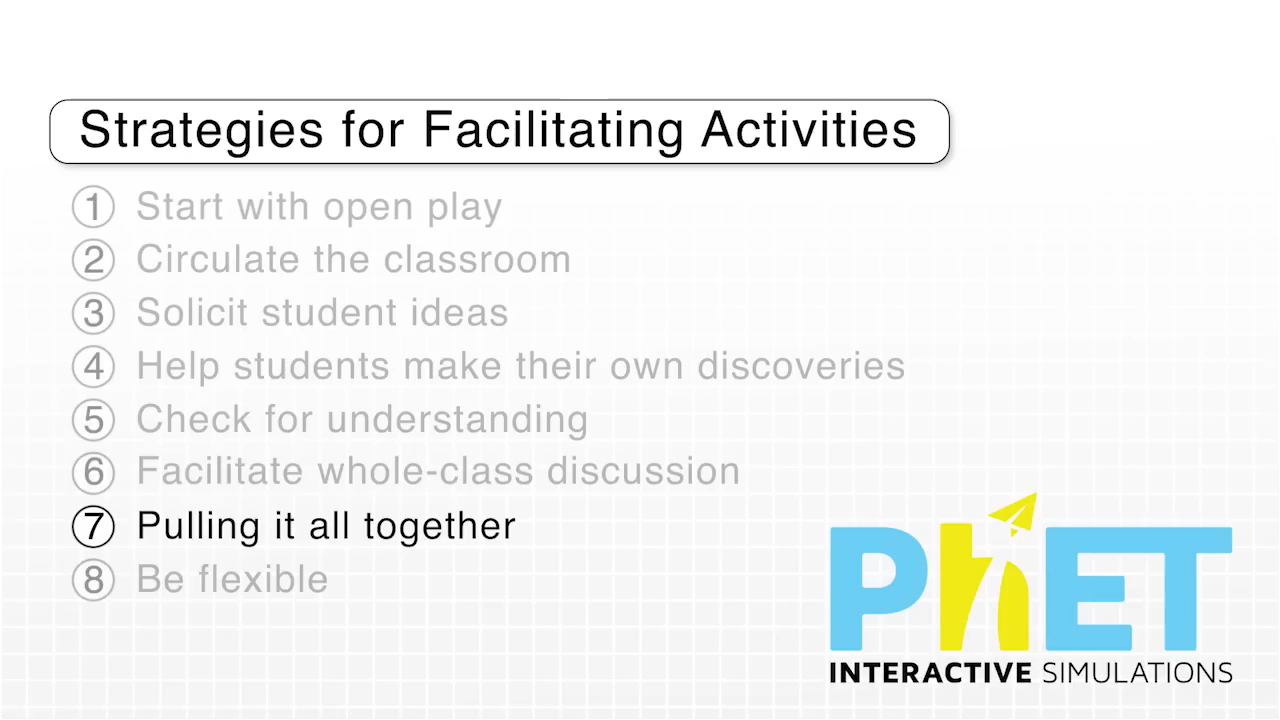 Strategies for Facilitating Activities
1 Start with open play
2 Circulate the classroom
3 Solicit student ideas
4 Help students make their own discoveries
5 Check for understanding
6 Facilitate whole-class discussion
7 Pulling it all together
8 Be flexible
PhET
INTERACTIVE SIMULATIONS